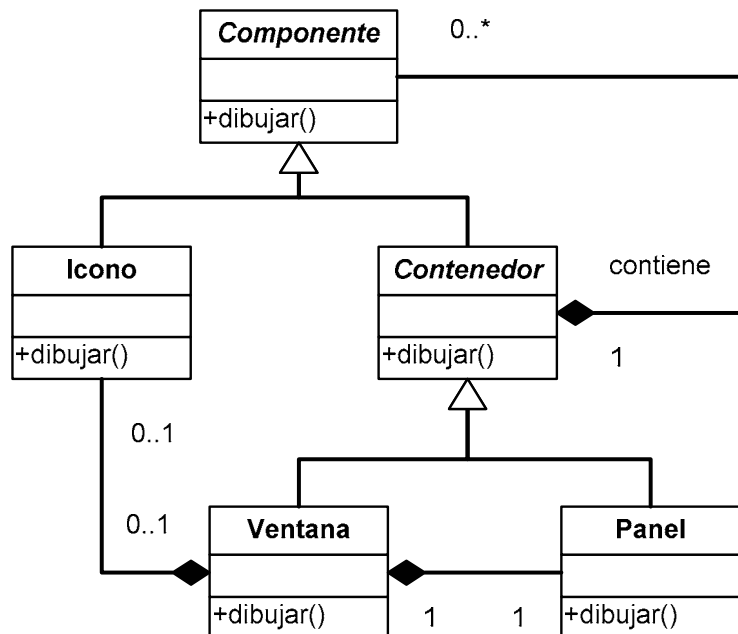 Componente
0..*
+dibujar()
Icono
Contenedor
contiene
+dibujar()
+dibujar()
1
0..1
0..1
Ventana
Panel
+dibujar()
1
1
+dibujar()